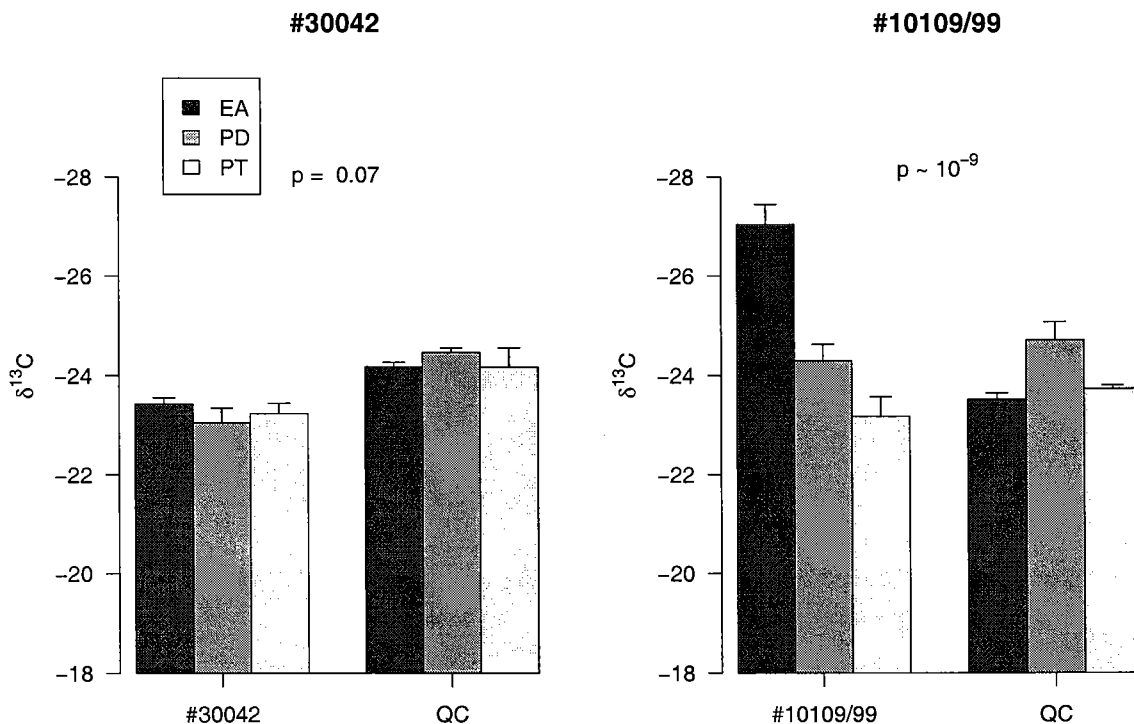 #30042
EA
PD
PT
p = 0.07
δ13C
−28
−26
−24
−22
−20
−18
#30042
QC
#10109/99
p ~ 10−9
δ13C
−28
−26
−24
−22
−20
−18
#10109/99
QC